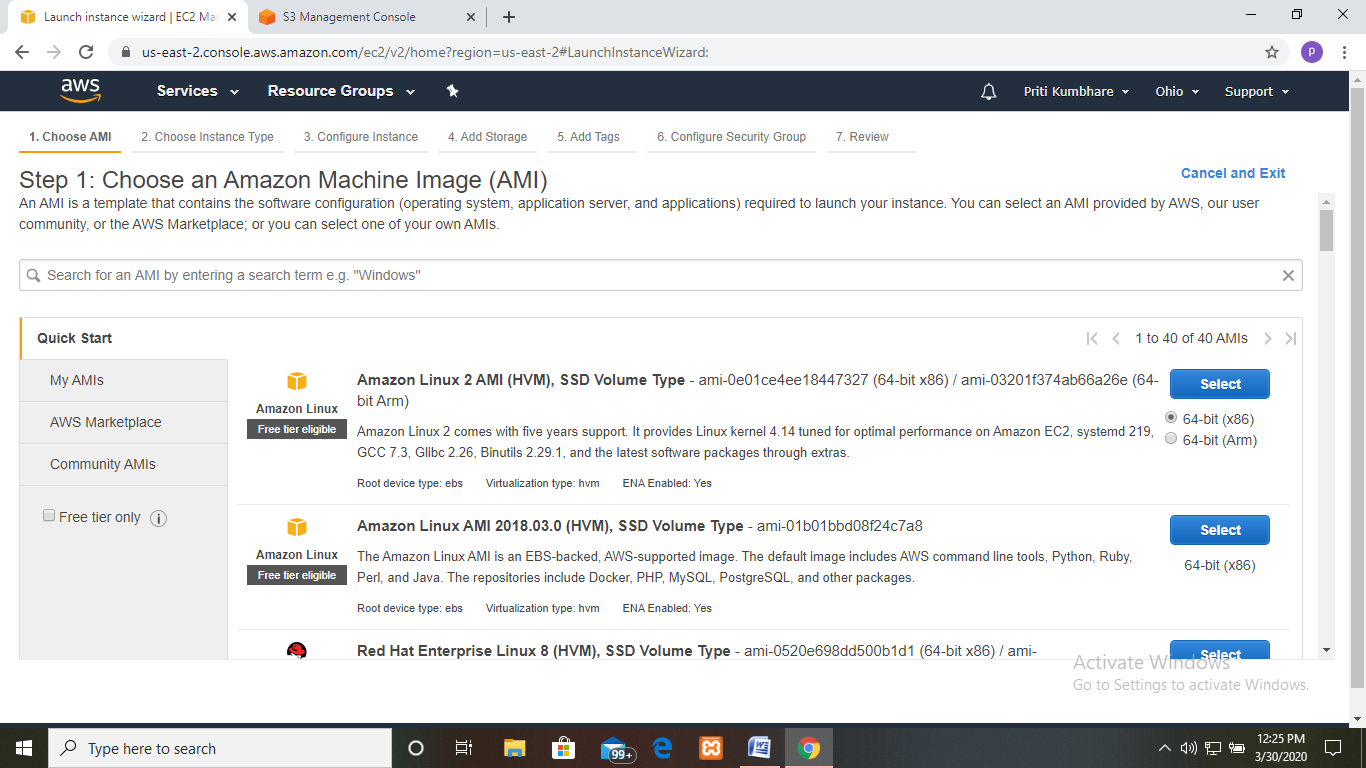 Launch instance wizard | EC2 Ma
S3 Management Console
us-east-2.console.aws.amazon.com/ec2/v2/home?region=us-east-2#LaunchInstanceWizard:
P
aws Services Resource Groups Priti Kumbhare Ohio Support
1. Choose AMI 2. Choose Instance Type 3. Configure Instance 4. Add Storage 5. Add Tags 6. Configure Security Group 7. Review
Step 1: Choose an Amazon Machine Image (AMI)
Cancel and Exit
An AMI is a template that contains the software configuration (operating system, application server, and applications) required to launch your instance. You can select an AMI provided by AWS, our user
community, or the AWS Marketplace; or you can select one of your own AMIs.
Search for an AMI by entering a search term e.g. "Windows"
Quick Start
1 to 40 of 40 AMIs
My AMIs
AWS Marketplace
Community AMIs
Free tier only
Amazon Linux
Free tier eligible
Amazon Linux 2 AMI (HVM), SSD Volume Type - ami-0e01ce4ee18447327 (64-bit x86) / ami-03201f374ab66a26e (64-
bit Arm)
Amazon Linux 2 comes with five years support. It provides Linux kernel 4.14 tuned for optimal performance on Amazon EC2, systemd 219,
GCC 7.3, Glibc 2.26, Binutils 2.29.1, and the latest software packages through extras.
Root device type: ebs Virtualization type: hvm ENA Enabled: Yes
Select
64-bit (x86)
64-bit (Arm)
Amazon Linux
Free tier eligible
Amazon Linux AMI 2018.03.0 (HVM), SSD Volume Type - ami-01b01bbd08f24c7a8
The Amazon Linux AMI is an EBS-backed, AWS-supported image. The default image includes AWS command line tools, Python, Ruby,
Perl, and Java. The repositories include Docker, PHP, MySQL, PostgreSQL, and other packages.
Root device type: ebs Virtualization type: hvm ENA Enabled: Yes
Select
64-bit (x86)
Red Hat Enterprise Linux 8 (HVM), SSD Volume Type - ami-0520e698dd500b1d1 (64-bit x86) / ami-
Select
Activate Windows
Go to Settings to activate Windows.
Type here to search
99+
12:25 PM
3/30/2020